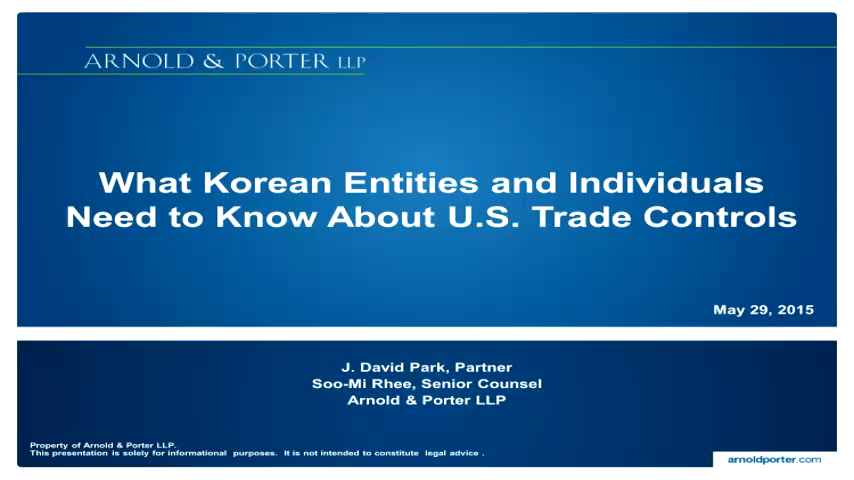 ARNOLD & PORTER LLP
What Korean Entities and Individuals
Need to Know About U.S. Trade Controls
May 29, 2015
J. David Park, Partner
Soo-Mi Rhee, Senior Counsel
Arnold & Porter LLP
Property of Arnold & Porter LLP.
This presentation is solely for informational purposes. It is not intended to constitute legal advice .
arnoldporter.com